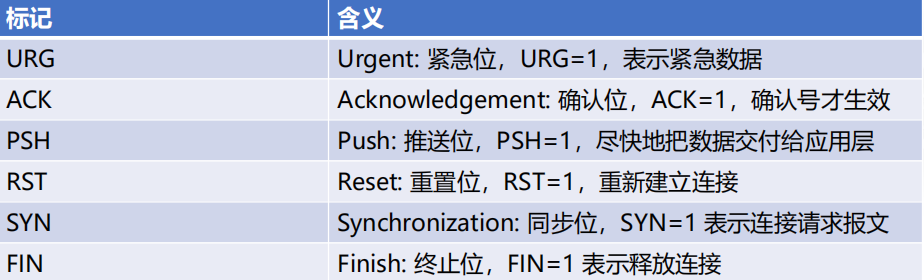 标记 含义
URG Urgent: 紧急位，URG=1，表示紧急数据
ACK Acknowledgement: 确认位，ACK=1，确认号才生效
PSH Push: 推送位，PSH=1，尽快地把数据交付给应用层
RST Reset: 重置位，RST=1，重新建立连接
SYN Synchronization: 同步位，SYN=1 表示连接请求报文
FIN Finish: 终止位，FIN=1 表示释放连接